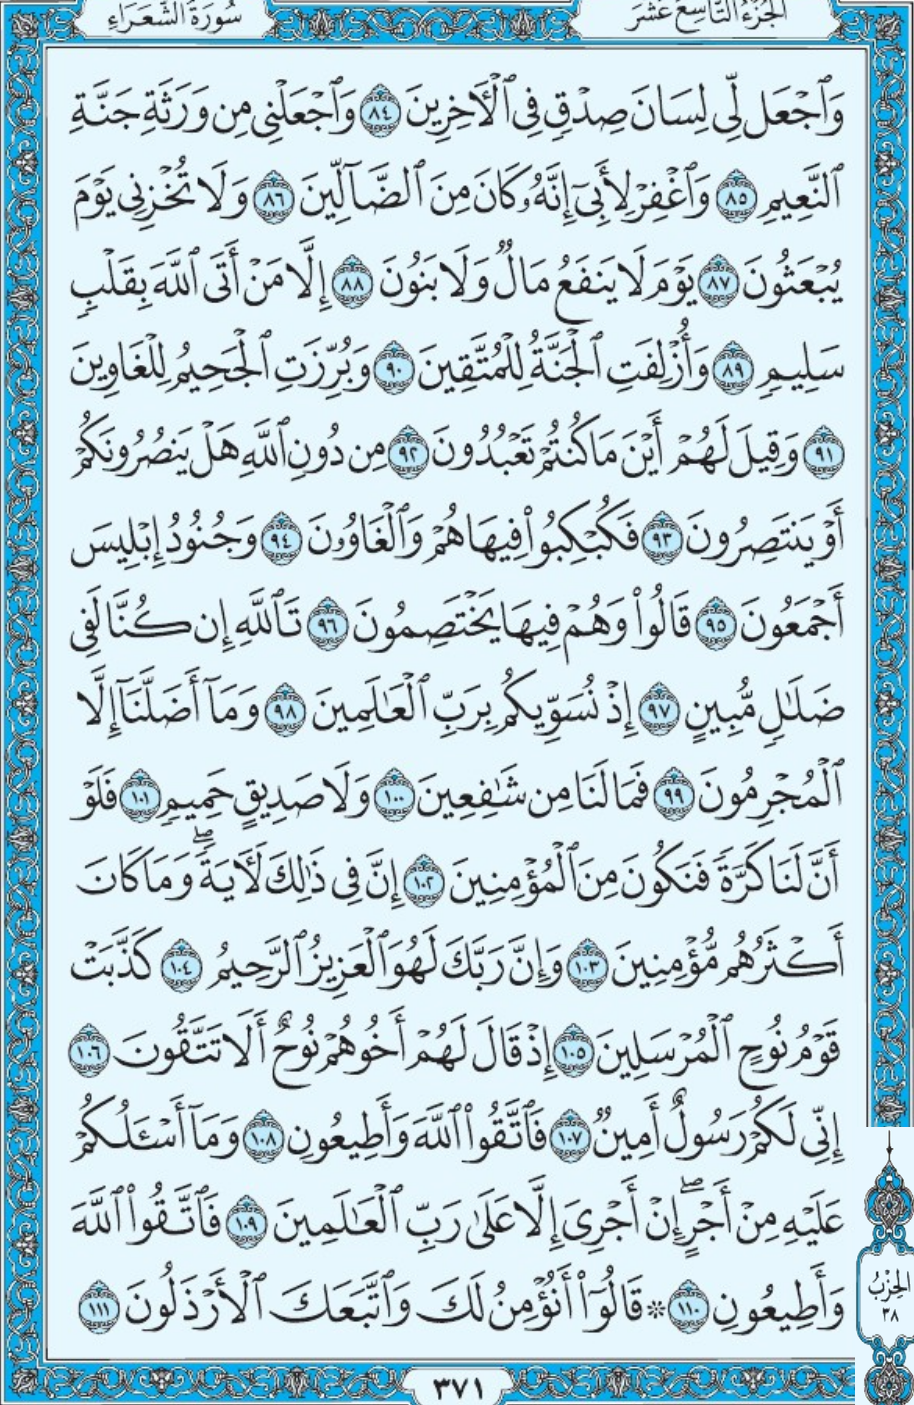 الجُزْءُ التَّاسِعَ عَشَرَ
سُورَةُ الشُّعَرَاءِ
وَٱجۡعَل لِّي لِسَانَ صِدۡقٖ فِي ٱلۡأٓخِرِينَ ٨٤ وَٱجۡعَلۡنِي مِن وَرَثَةِ جَنَّةِ
ٱلنَّعِيمِ ٨٥ وَٱغۡفِرۡ لِأَبِيٓ إِنَّهُۥ كَانَ مِنَ ٱلضَّآلِّينَ ٨٦ وَلَا تُخۡزِنِي يَوۡمَ
يُبۡعَثُونَ ٨٧ يَوۡمَ لَا يَنفَعُ مَالٞ وَلَا بَنُونَ ٨٨ إِلَّا مَنۡ أَتَى ٱللَّهَ بِقَلۡبٖ
سَلِيمٖ ٨٩ وَأُزۡلِفَتِ ٱلۡجَنَّةُ لِلۡمُتَّقِينَ ٩٠ وَبُرِّزَتِ ٱلۡجَحِيمُ لِلۡغَاوِينَ
٩١ وَقِيلَ لَهُمۡ أَيۡنَ مَا كُنتُمۡ تَعۡبُدُونَ ٩٢ مِن دُونِ ٱللَّهِ هَلۡ يَنصُرُونَكُمۡ
أَوۡ يَنتَصِرُونَ ٩٣ فَكُبۡكِبُواْ فِيهَا هُمۡ وَٱلۡغَاوُۥنَ ٩٤ وَجُنُودُ إِبۡلِيسَ
أَجۡمَعُونَ ٩٥ قَالُواْ وَهُمۡ فِيهَا يَخۡتَصِمُونَ ٩٦ تَٱللَّهِ إِن كُنَّا لَفِي
ضَلَٰلٖ مُّبِينٍ ٩٧ إِذۡ نُسَوِّيكُم بِرَبِّ ٱلۡعَٰلَمِينَ ٩٨ وَمَآ أَضَلَّنَآ إِلَّا
ٱلۡمُجۡرِمُونَ ٩٩ فَمَا لَنَا مِن شَٰفِعِينَ ١٠٠ وَلَا صَدِيقٍ حَمِيمٖ ١٠١ فَلَوۡ
أَنَّ لَنَا كَرَّةٗ فَنَكُونَ مِنَ ٱلۡمُؤۡمِنِينَ ١٠٢ إِنَّ فِي ذَٰلِكَ لَأٓيَةٗۖ وَمَا كَانَ
أَكۡثَرُهُم مُّؤۡمِنِينَ ١٠٣ وَإِنَّ رَبَّكَ لَهُوَ ٱلۡعَزِيزُ ٱلرَّحِيمُ ١٠٤ كَذَّبَتۡ
قَوۡمُ نُوحٍ ٱلۡمُرۡسَلِينَ ١٠٥ إِذۡ قَالَ لَهُمۡ أَخُوهُمۡ نُوحٌ أَلَا تَتَّقُونَ ١٠٦
إِنِّي لَكُمۡ رَسُولٌ أَمِينٞ ١٠٧ فَٱتَّقُواْ ٱللَّهَ وَأَطِيعُونِ ١٠٨ وَمَآ أَسۡـَٔلُكُمۡ
عَلَيۡهِ مِنۡ أَجۡرٍۖ إِنۡ أَجۡرِيَ إِلَّا عَلَىٰ رَبِّ ٱلۡعَٰلَمِينَ ١٠٩ فَٱتَّقُواْ ٱللَّهَ
وَأَطِيعُونِ ١١٠ ۞ قَالُوٓاْ أَنُؤۡمِنُ لَكَ وَٱتَّبَعَكَ ٱلۡأَرۡذَلُونَ ١١١
الحِزْبُ
٣٨
٣٧١